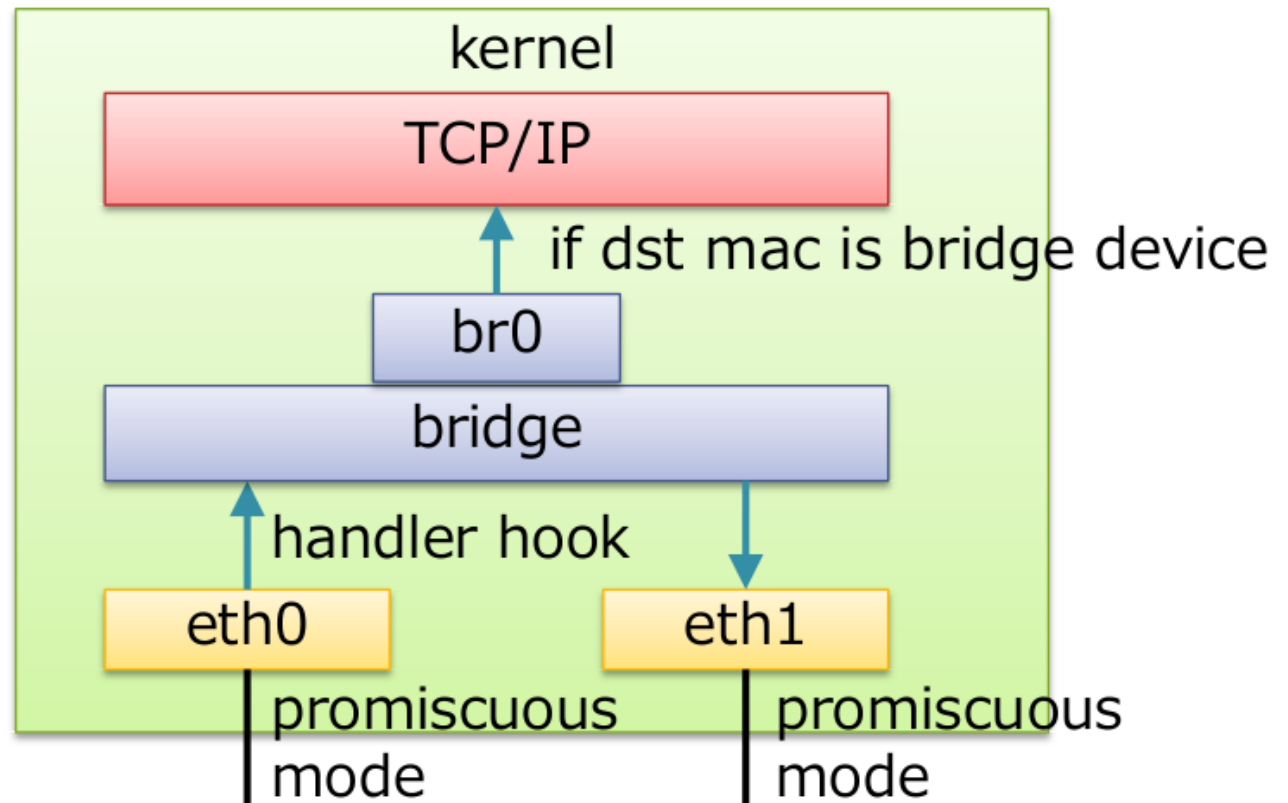 kernel
TCP/IP
if dst mac is bridge device
br0
bridge
handler hook
eth0
eth1
promiscuous
mode
promiscuous
mode